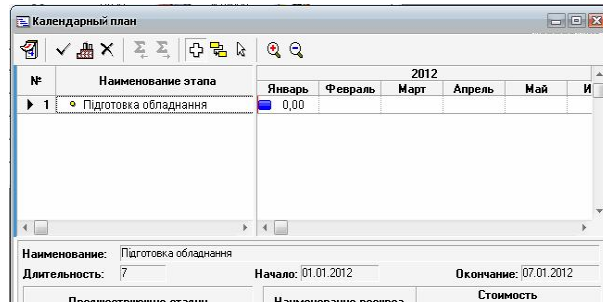 Календарный план
№ Наименование этапа 2012
Январь Февраль Март Апрель Май И
1 Підготовка обладнання 0,00
Наименование: Підготовка обладнання
Длительность: 7 Начало: 01.01.2012 Окончание: 07.01.2012
Стоимость